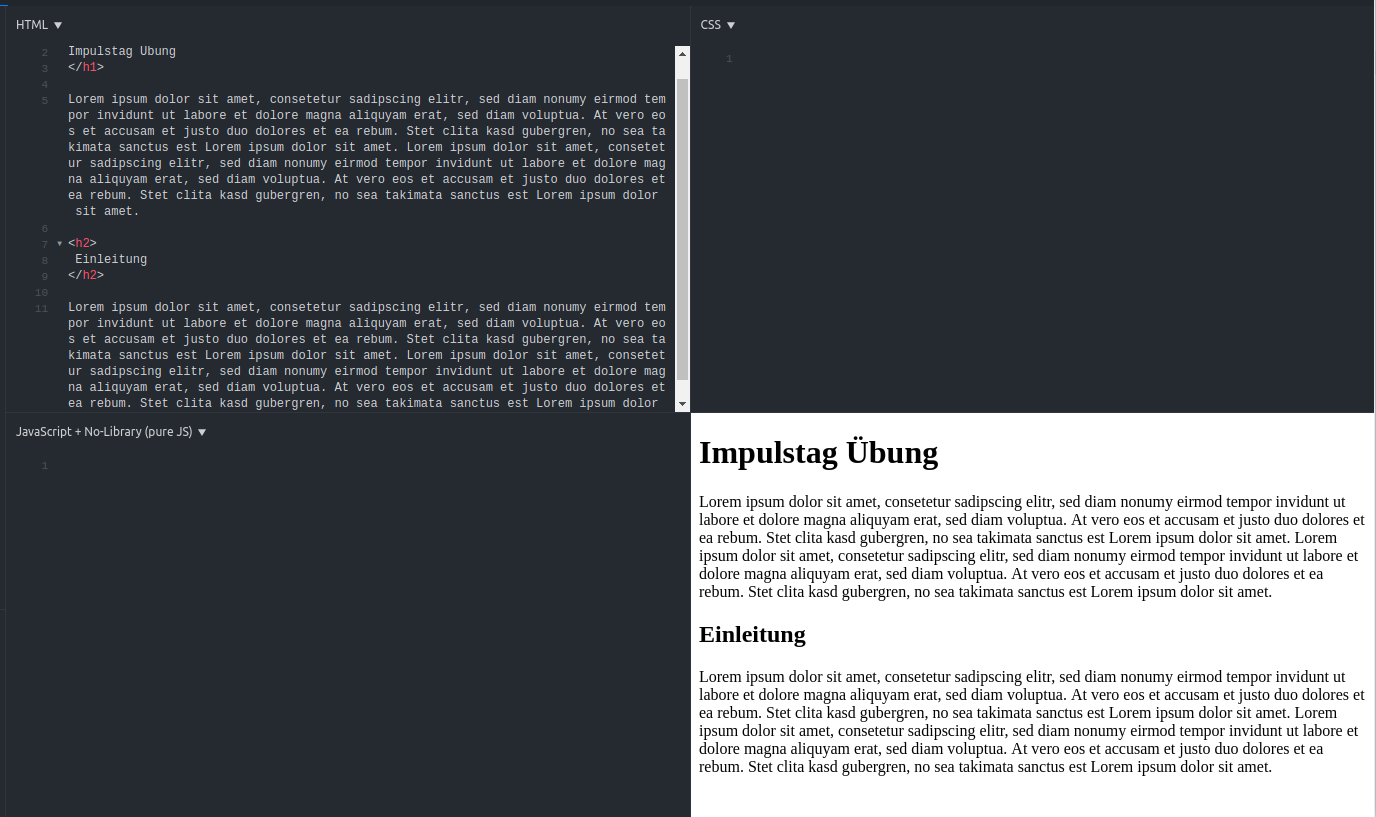 HTML
2 Impulstag Übung
3 </h1>
4
5 Lorem ipsum dolor sit amet, consetetur sadipscing elitr, sed diam nonumy eirmod tem
por invidunt ut labore et dolore magna aliquyam erat, sed diam voluptua. At vero eo
s et accusam et justo duo dolores et ea rebum. Stet clita kasd gubergren, no sea ta
kimata sanctus est Lorem ipsum dolor sit amet. Lorem ipsum dolor sit amet, consetet
ur sadipscing elitr, sed diam nonumy eirmod tempor invidunt ut labore et dolore mag
na aliquyam erat, sed diam voluptua. At vero eos et accusam et justo duo dolores et
ea rebum. Stet clita kasd gubergren, no sea takimata sanctus est Lorem ipsum dolor
sit amet.
6
7 <h2>
8 Einleitung
9 </h2>
10
11 Lorem ipsum dolor sit amet, consetetur sadipscing elitr, sed diam nonumy eirmod tem
por invidunt ut labore et dolore magna aliquyam erat, sed diam voluptua. At vero eo
s et accusam et justo duo dolores et ea rebum. Stet clita kasd gubergren, no sea ta
kimata sanctus est Lorem ipsum dolor sit amet. Lorem ipsum dolor sit amet, consetet
ur sadipscing elitr, sed diam nonumy eirmod tempor invidunt ut labore et dolore mag
na aliquyam erat, sed diam voluptua. At vero eos et accusam et justo duo dolores et
ea rebum. Stet clita kasd gubergren, no sea takimata sanctus est Lorem ipsum dolor
CSS
1
JavaScript + No-Library (pure JS)
1
Impulstag Übung
Lorem ipsum dolor sit amet, consetetur sadipscing elitr, sed diam nonumy eirmod tempor invidunt ut
labore et dolore magna aliquyam erat, sed diam voluptua. At vero eos et accusam et justo duo dolores et
ea rebum. Stet clita kasd gubergren, no sea takimata sanctus est Lorem ipsum dolor sit amet. Lorem
ipsum dolor sit amet, consetetur sadipscing elitr, sed diam nonumy eirmod tempor invidunt ut labore et
dolore magna aliquyam erat, sed diam voluptua. At vero eos et accusam et justo duo dolores et ea
rebum. Stet clita kasd gubergren, no sea takimata sanctus est Lorem ipsum dolor sit amet.
Einleitung
Lorem ipsum dolor sit amet, consetetur sadipscing elitr, sed diam nonumy eirmod tempor invidunt ut
labore et dolore magna aliquyam erat, sed diam voluptua. At vero eos et accusam et justo duo dolores et
ea rebum. Stet clita kasd gubergren, no sea takimata sanctus est Lorem ipsum dolor sit amet. Lorem
ipsum dolor sit amet, consetetur sadipscing elitr, sed diam nonumy eirmod tempor invidunt ut labore et
dolore magna aliquyam erat, sed diam voluptua. At vero eos et accusam et justo duo dolores et ea
rebum. Stet clita kasd gubergren, no sea takimata sanctus est Lorem ipsum dolor sit amet.